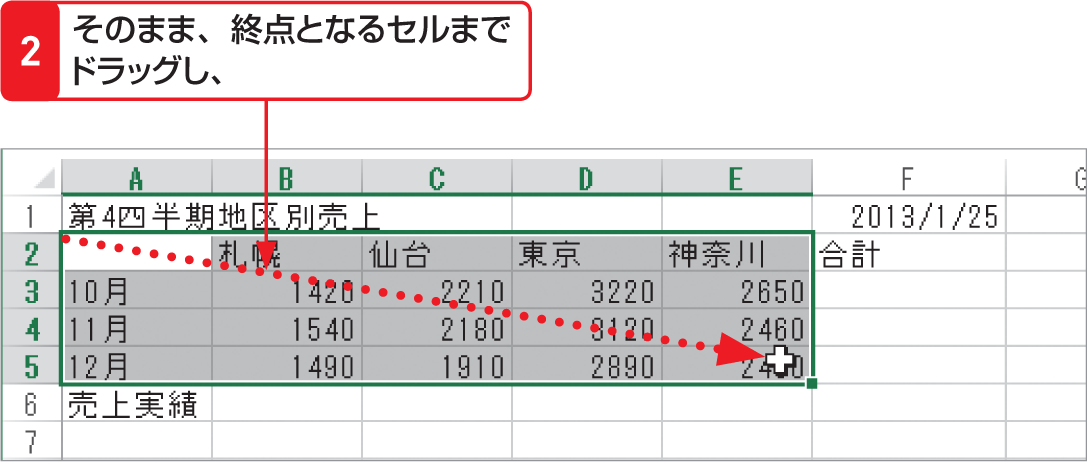 2
そのまま、終点となるセルまで
ドラッグし、
A B C D E F
1 第4四半期地区別売上 2013/1/25
2 札幌 仙台 東京 神奈川 合計
3 10月 1420 2210 3220 2650
4 11月 1540 2180 3120 2460
5 12月 1490 1910 2890
6 売上実績
7